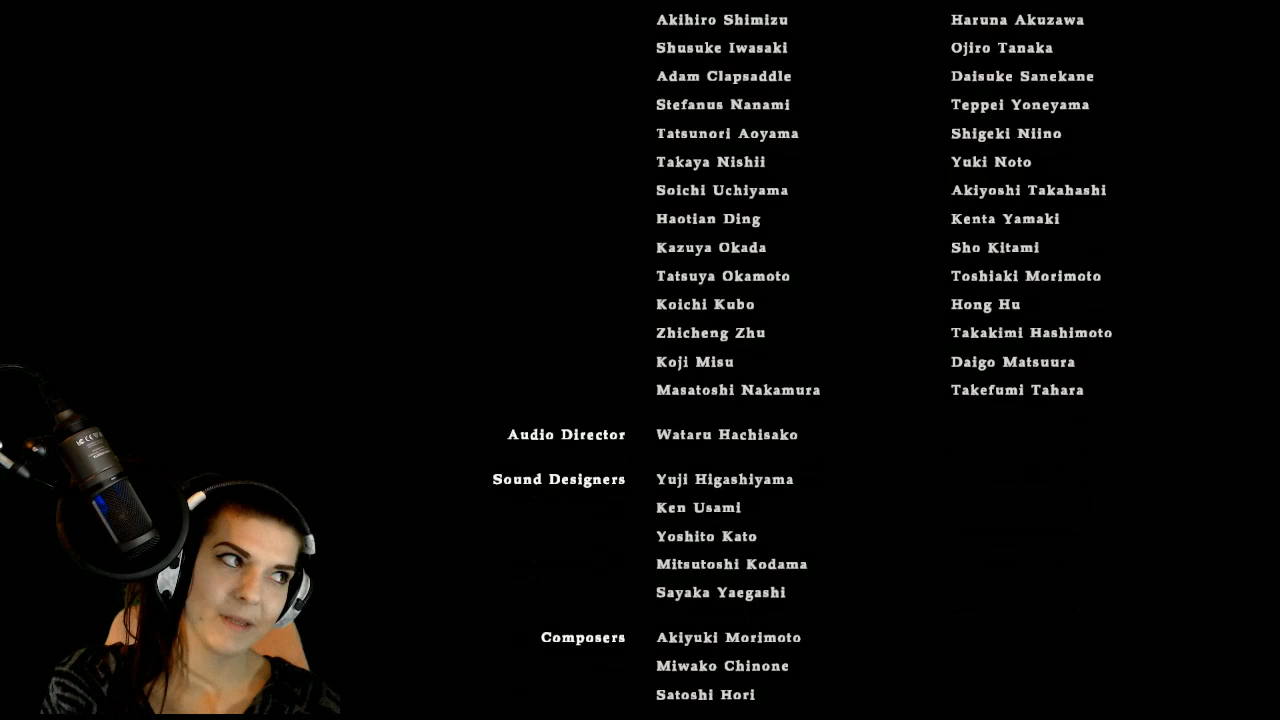 Akihiro Shimizu Haruna Akuzawa
Shusuke Iwasaki Ojiro Tanaka
Adam Clapsaddle Daisuke Sanekane
Stefanus Nanami Teppei Yoneyama
Tatsunori Aoyama Shigeki Niino
Takaya Nishii Yuki Noto
Soichi Uchiyama Akiyoshi Takahashi
Haotian Ding Kenta Yamaki
Kazuya Okada Sho Kitami
Tatsuya Okamoto Toshiaki Morimoto
Koichi Kubo Hong Hu
Zhicheng Zhu Takakimi Hashimoto
Koji Misu Daigo Matsuura
Masatoshi Nakamura Takefumi Tahara
Audio Director Wataru Hachisako
Sound Designers Yuji Higashiyama
Ken Usami
Yoshito Kato
Mitsutoshi Kodama
Sayaka Yaegashi
Composers Akiyuki Morimoto
Miwako Chinone
Satoshi Hori